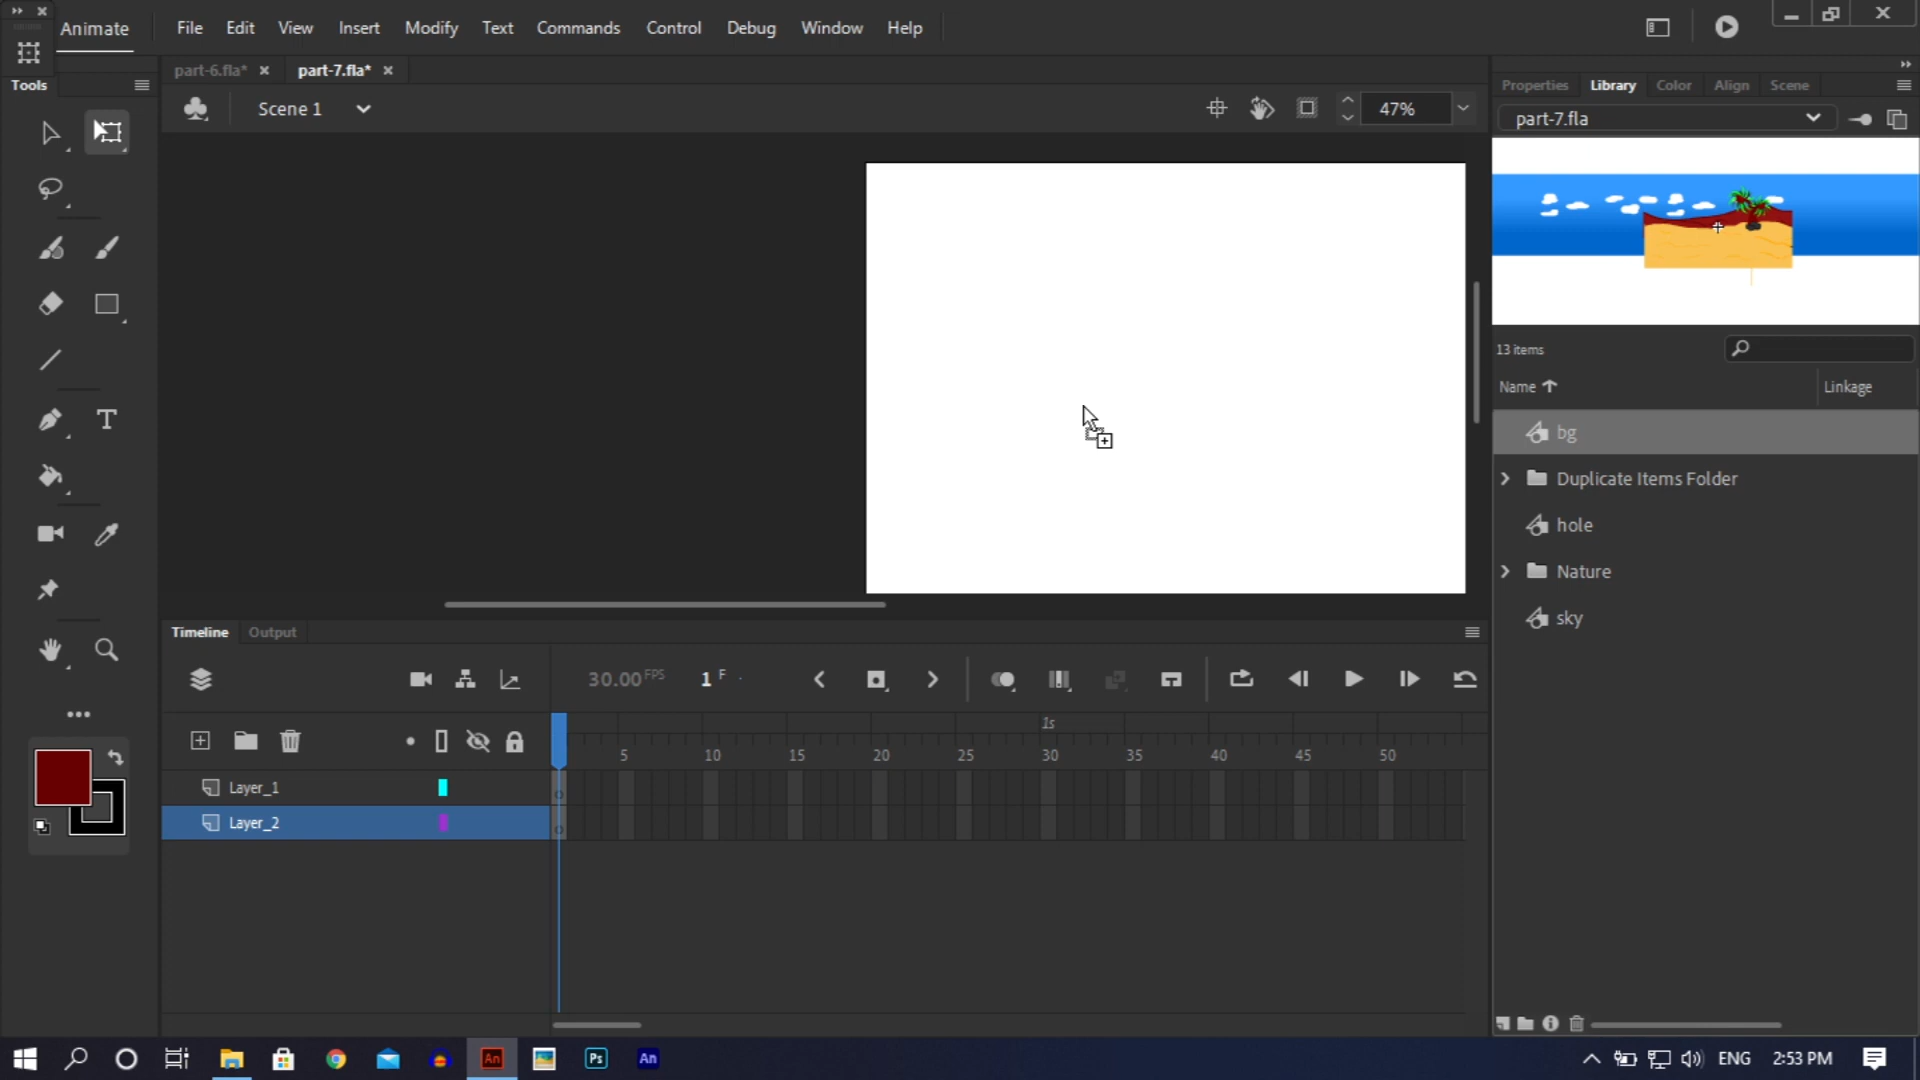 Animate File Edit View Insert Modify Text Commands Control Debug Window Help
part-6.fla* part-7.fla*
Tools Properties Library Color Align Scene
Scene 1 47% part-7.fla
13 items
Name Linkage
bg
Duplicate Items Folder
hole
T
Nature
sky
Timeline Output
30.00 FPS 1 F
1s
5 10 15 20 25 30 35 40 45 50
Layer_1
Layer_2
An Ps An ENG 2:53 PM